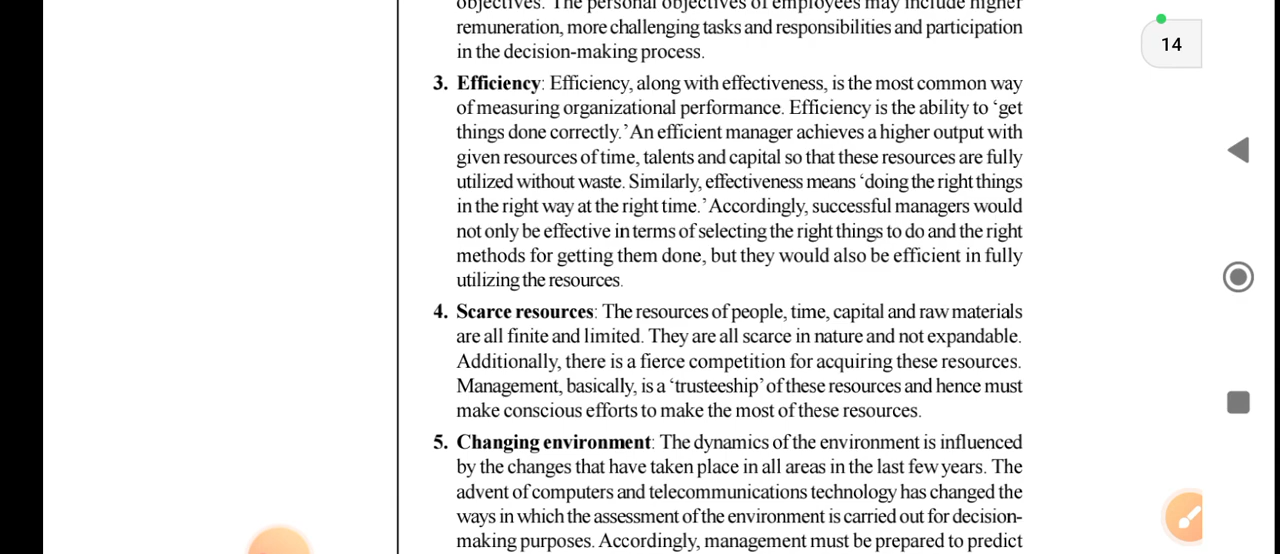 objectives. The personal objectives of employees may include higher
remuneration, more challenging tasks and responsibilities and participation
in the decision-making process.
14
3. Efficiency: Efficiency, along with effectiveness, is the most common way
of measuring organizational performance. Efficiency is the ability to ‘get
things done correctly.’ An efficient manager achieves a higher output with
given resources of time, talents and capital so that these resources are fully
utilized without waste. Similarly, effectiveness means ‘doing the right things
in the right way at the right time.’ Accordingly, successful managers would
not only be effective in terms of selecting the right things to do and the right
methods for getting them done, but they would also be efficient in fully
utilizing the resources.
4. Scarce resources: The resources of people, time, capital and raw materials
are all finite and limited. They are all scarce in nature and not expandable.
Additionally, there is a fierce competition for acquiring these resources.
Management, basically, is a ‘trusteeship’ of these resources and hence must
make conscious efforts to make the most of these resources.
5. Changing environment: The dynamics of the environment is influenced
by the changes that have taken place in all areas in the last few years. The
advent of computers and telecommunications technology has changed the
ways in which the assessment of the environment is carried out for decision-
making purposes. Accordingly, management must be prepared to predict